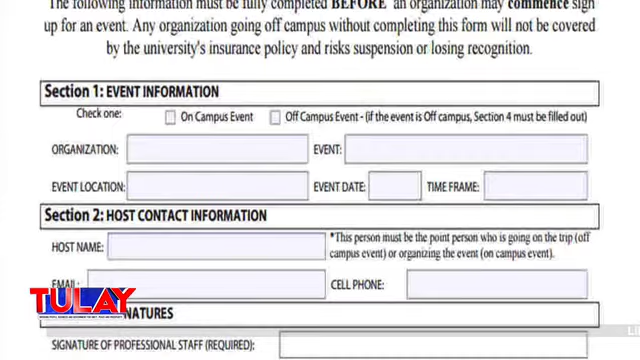 The following information must be fully completed BEFORE an organization may commence sign
up for an event. Any organization going off campus without completing this form will not be covered
by the university's insurance policy and risks suspension or losing recognition.
Section 1: EVENT INFORMATION
Check one: On Campus Event Off Campus Event - (if the event is Off campus, Section 4 must be filled out)
ORGANIZATION: EVENT:
EVENT LOCATION: EVENT DATE: TIME FRAME:
Section 2: HOST CONTACT INFORMATION
HOST NAME: *This person must be the point person who is going on the trip (off
campus event) or organizing the event (on campus event).
EMAIL: CELL PHONE:
TULAY
NATURES
SIGNATURE OF PROFESSIONAL STAFF (REQUIRED):